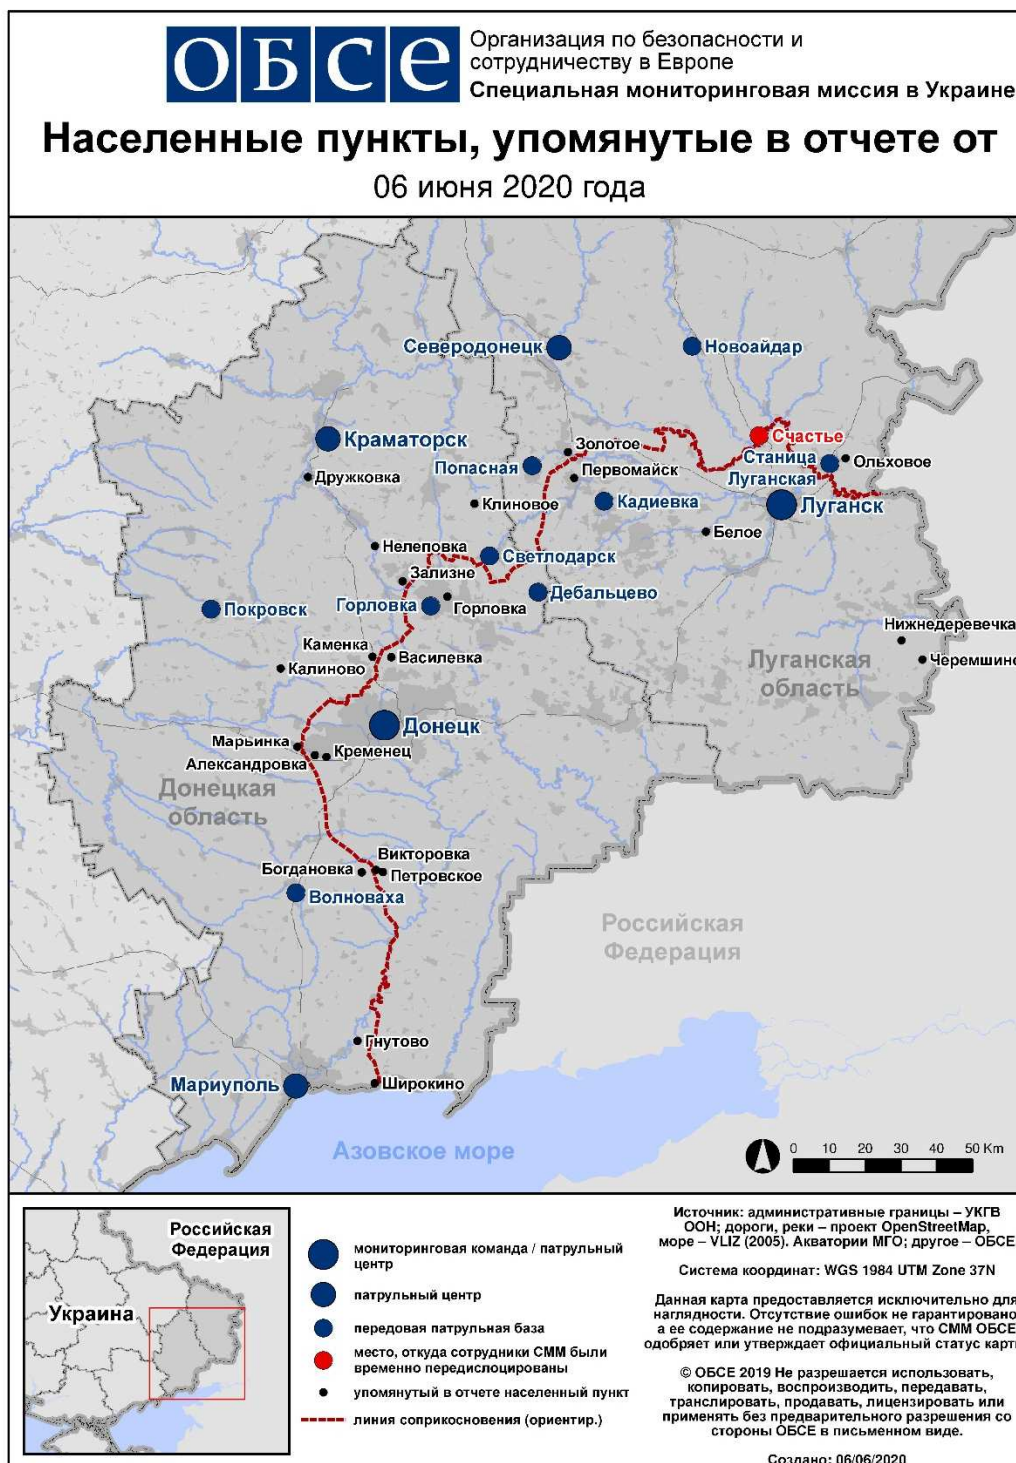 ОБСЕ
Организация по безопасности и
сотрудничеству в Европе
Специальная мониторинговая миссия в Украине
Населенные пункты, упомянутые в отчете от
06 июня 2020 года
Северодонецк
Новоайдар
Краматорск
Счастье
Золотое
Станица
Луганская
Ольховое
Попасная
Первомайск
Дружковка
Кадиевка
Луганск
Клиновое
Белое
Нелеповка
Светлодарск
Зализне
Дебальцево
Покровск
Горловка
Горловка
Нижнедеревечка
Каменка
Василевка
Калиново
Луганская
область
Черемшино
Донецк
Марьинка
Кременец
Александровка
Донецкая
область
Викторовка
Богдановка
Петровское
Волноваха
Российская
Федерация
Гнутово
Мариуполь
Широкино
Азовское море
0 10 20 30 40 50 Km
Российская
Федерация
Украина
мониторинговая команда / патрульный
центр
патрульный центр
передовая патрульная база
место, откуда сотрудники СММ были
временно передислоцированы
упомянутый в отчете населенный пункт
линия соприкосновения (ориентир.)
Источник: административные границы – УКГВ
ООН; дороги, реки – проект OpenStreetMap,
море – VLIZ (2005). Акватории МГО; другое – ОБСЕ
Система координат: WGS 1984 UTM Zone 37N
Данная карта предоставляется исключительно для
наглядности. Отсутствие ошибок не гарантировано
а ее содержание не подразумевает, что СММ ОБСЕ
одобряет или утверждает официальный статус карт
© ОБСЕ 2019 Не разрешается использовать,
копировать, воспроизводить, передавать,
транслировать, продавать, лицензировать или
применять без предварительного разрешения со
стороны ОБСЕ в письменном виде.
Создано: 06/06/2020